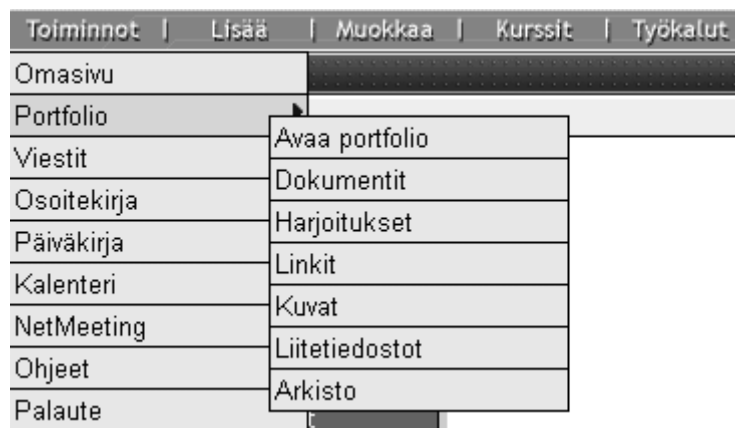 Toiminnot | Lisää | Muokkaa | Kurssit | Työkalut
Omasivu
Portfolio
Viestit
Osoitekirja
Päiväkirja
Kalenteri
NetMeeting
Ohjeet
Palaute
Avaa portfolio
Dokumentit
Harjoitukset
Linkit
Kuvat
Liitetiedostot
Arkisto